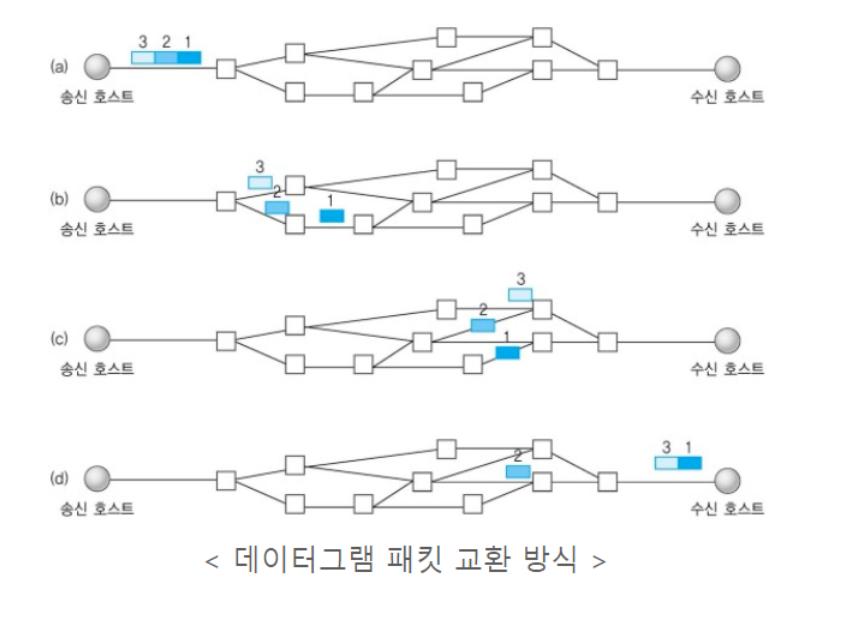 3 2 1
(a)
송신 호스트
수신 호스트
3
2
1
(b)
송신 호스트
수신 호스트
3
2
1
(c)
송신 호스트
수신 호스트
2
3 1
(d)
송신 호스트
수신 호스트
< 데이터그램 패킷 교환 방식 >